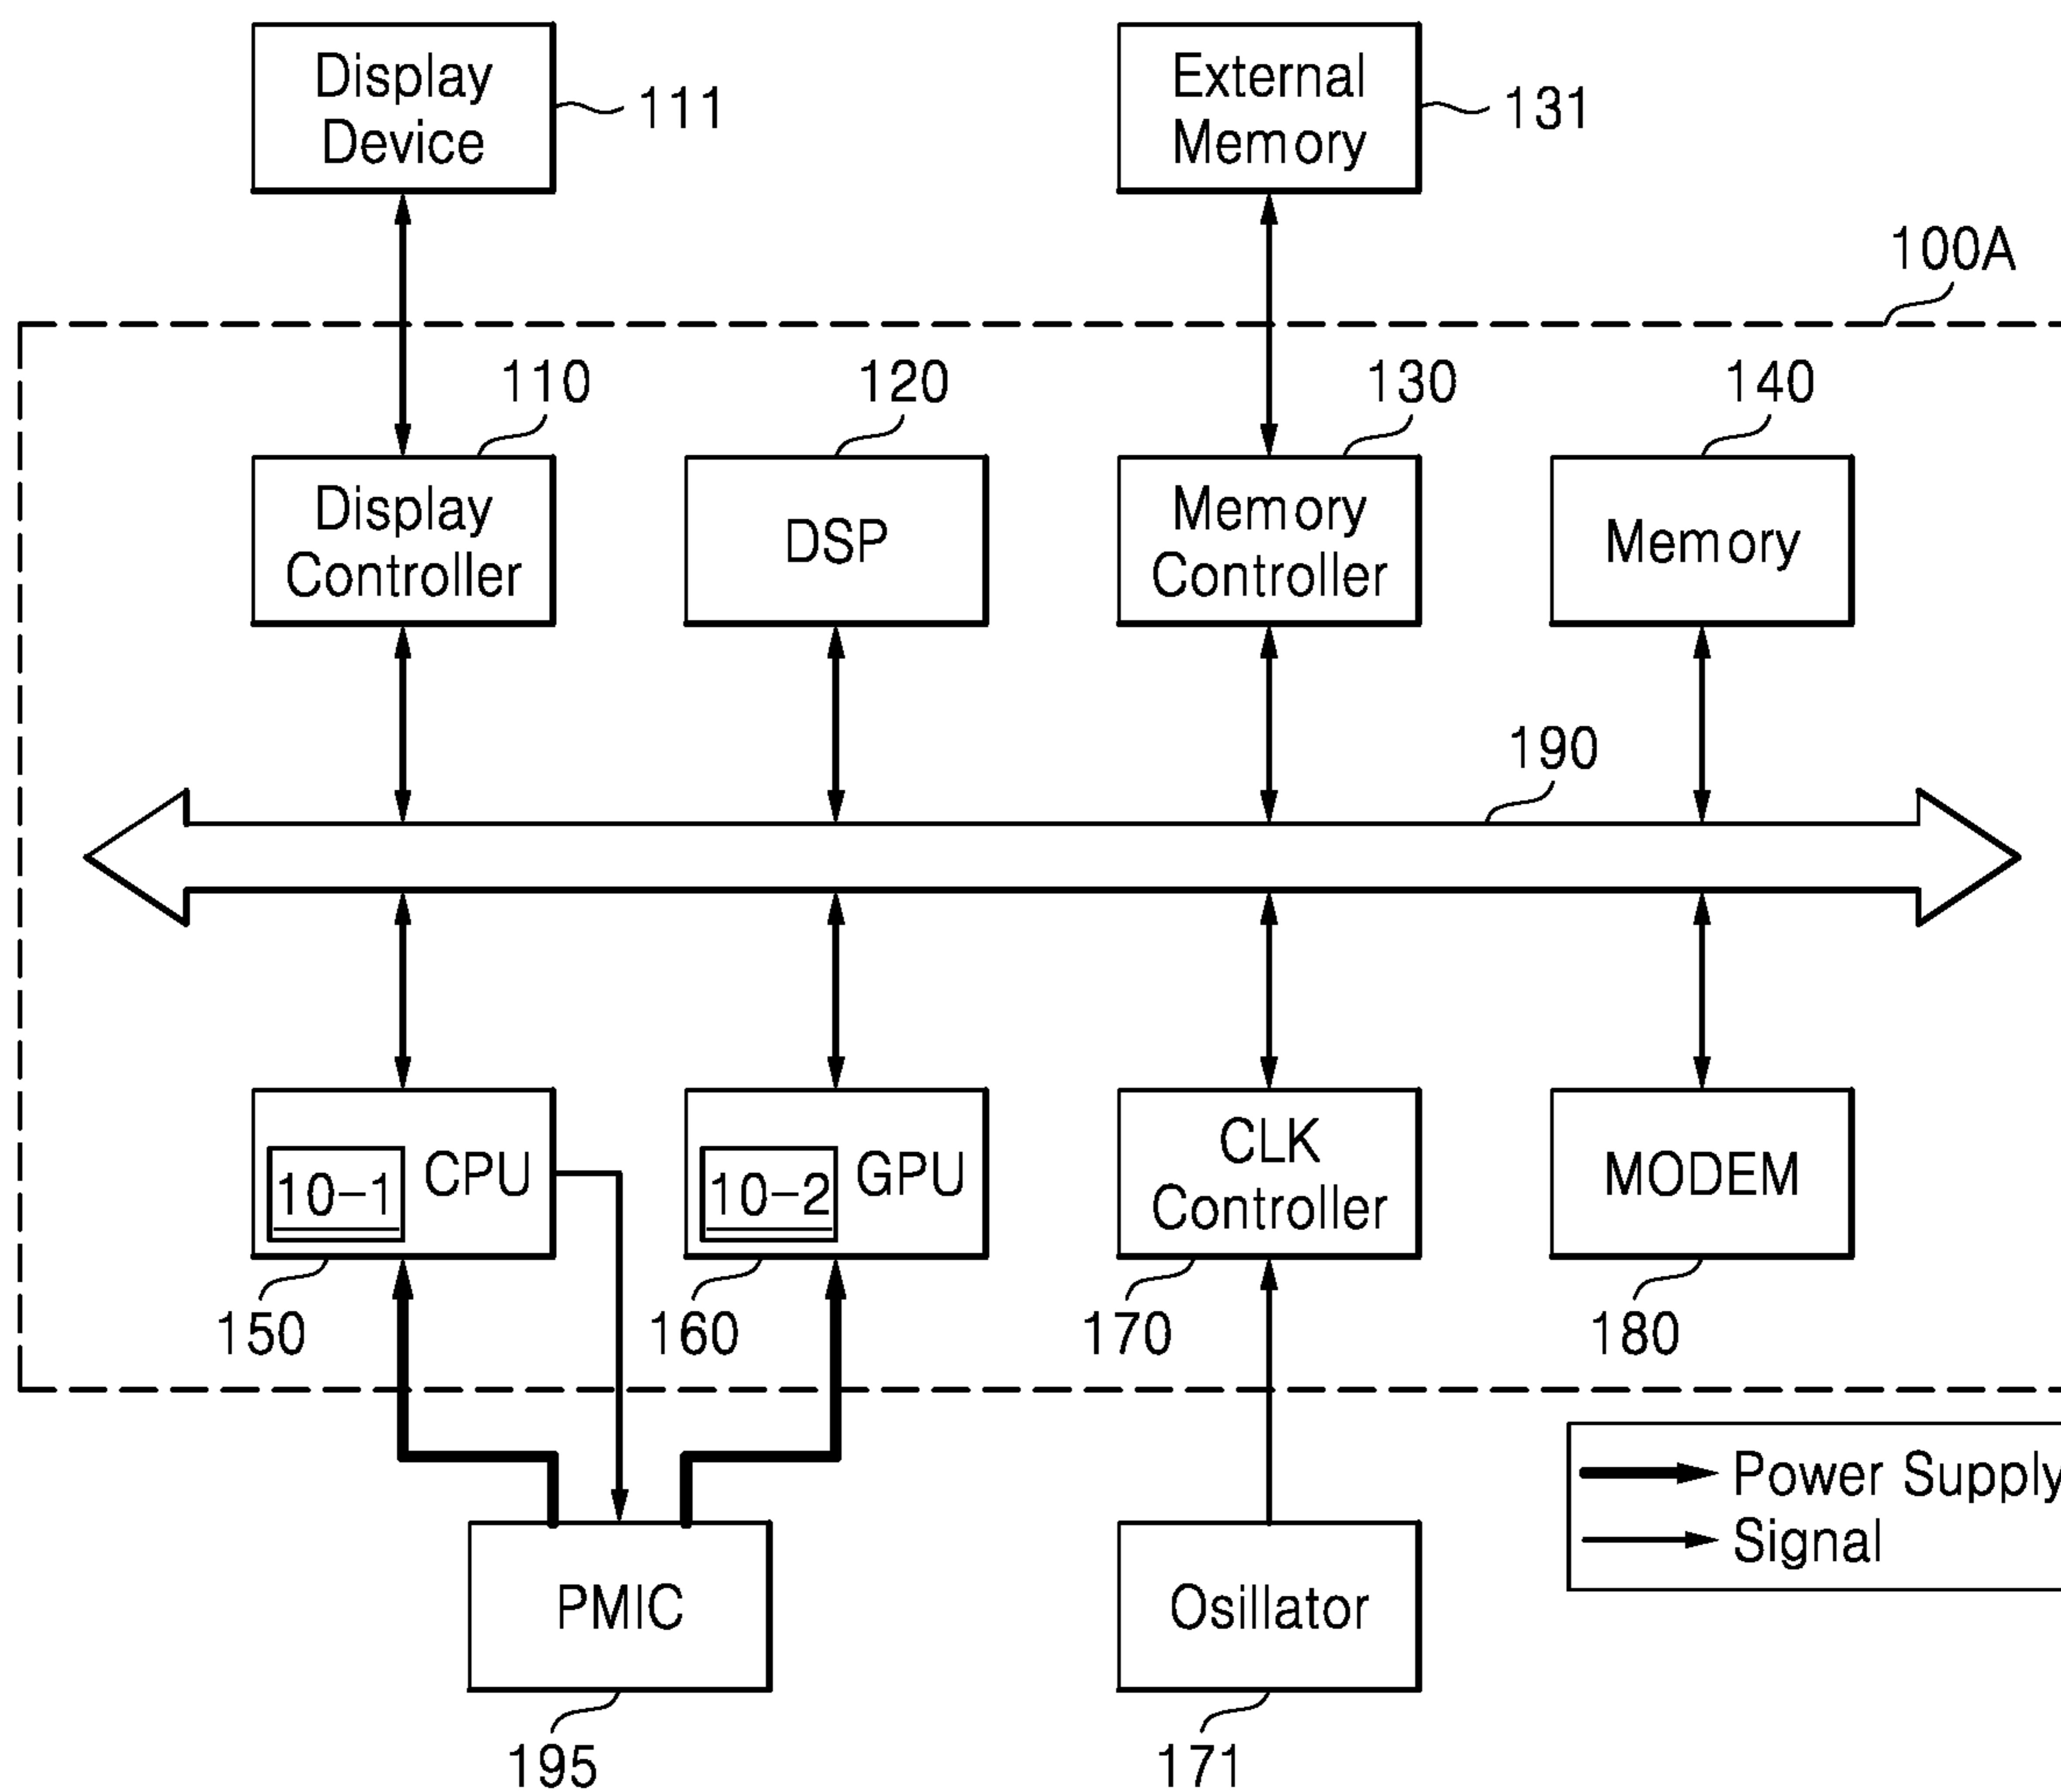 Display
Device
111
External
Memory
131
100A
110
120
130
140
Display
Controller
DSP
Memory
Controller
Memory
190
10-1
CPU
10-2
GPU
CLK
Controller
MODEM
150
160
170
180
Power Supply
Signal
PMIC
Osillator
195
171